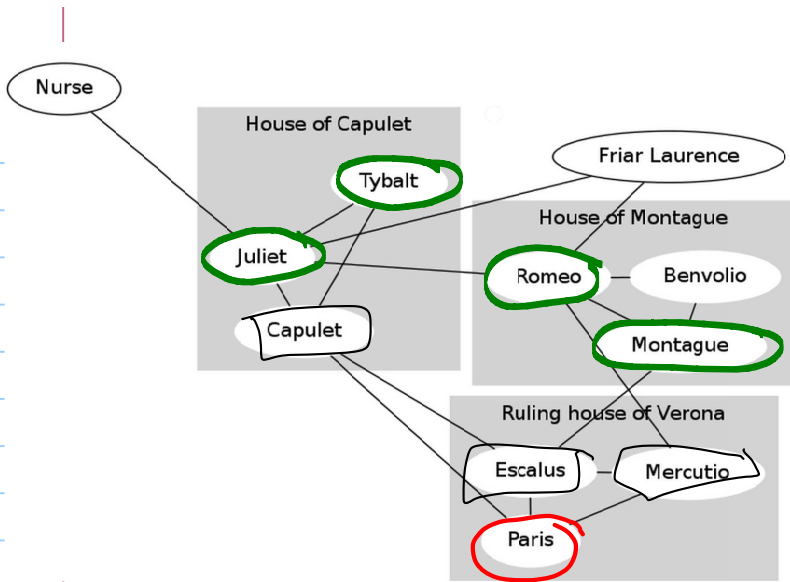 Nurse
House of Capulet
Tybalt
Friar Laurence
House of Montague
Juliet
Romeo
Benvolio
Capulet
Montague
Ruling house of Verona
Escalus
Mercutio
Paris